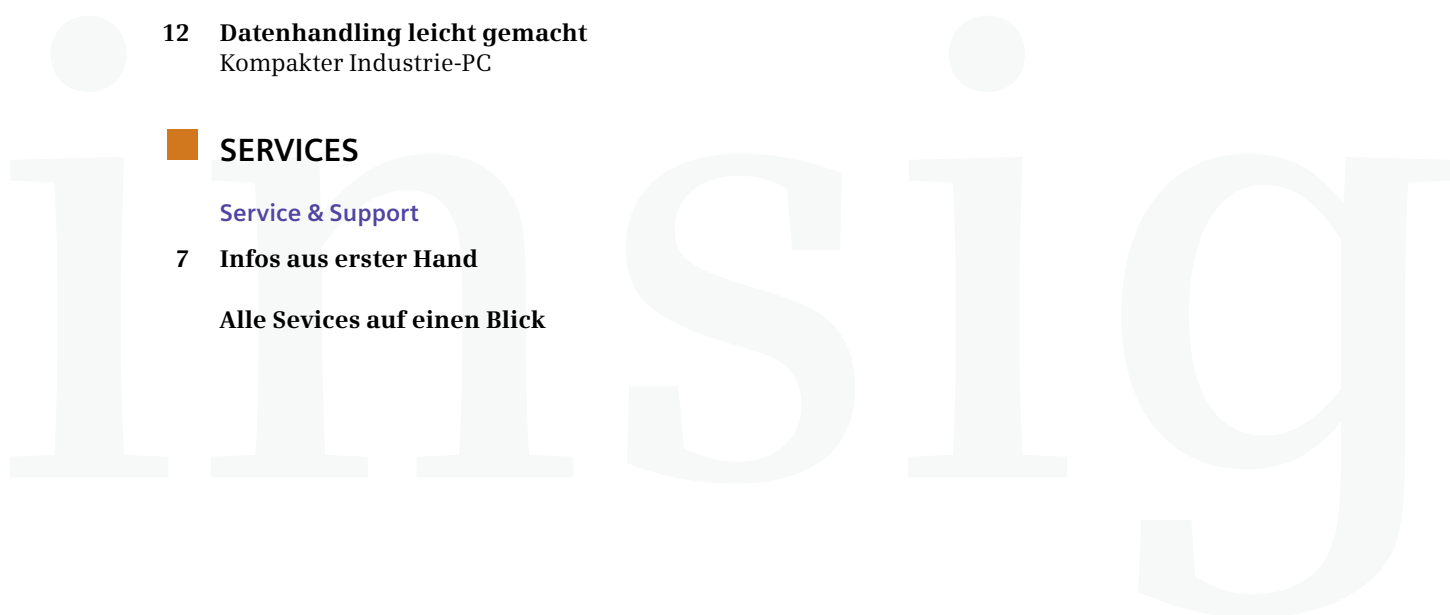 12 Datenhandling leicht gemacht
Kompakter Industrie-PC
SERVICES
Service & Support
7 Infos aus erster Hand
Alle Sevices auf einen Blick
insig